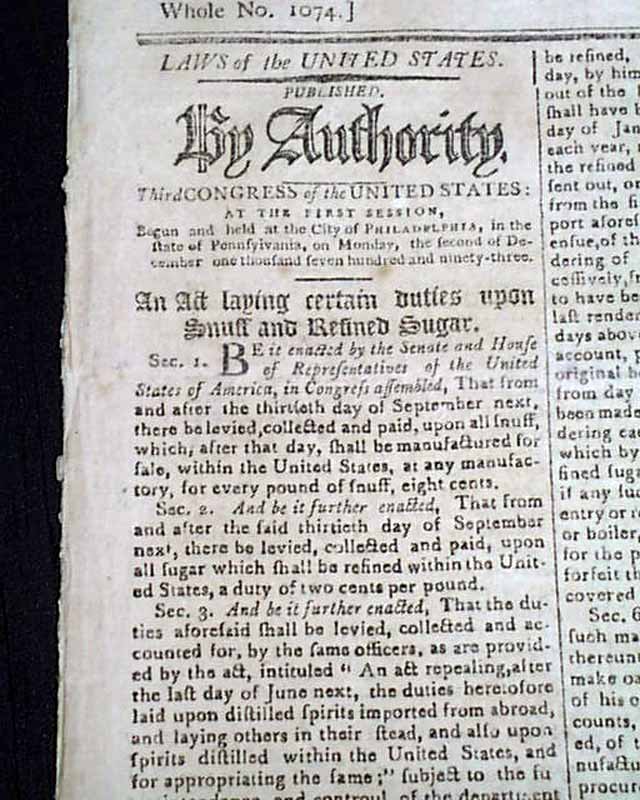 Whole No. 1074.]
LAWS of the UNITED STATES.
PUBLISHED,
By Authority.
Third CONGRESS of the UNITED STATES:
AT THE FIRST SESSION,
Begun and held at the City of PHILADELPHIA, in the
ſtate of Pennſylvania, on Monday, the ſecond of De-
cember one thouſand ſeven hundred and ninety-three.
An Act laying certain duties upon
Snuff and Refined Sugar.
Sec. 1. BE it enacted by the Senate and Houſe
of Repreſentatives of the United
States of America, in Congreſs aſſembled, That from
and after the thirtieth day of September next,
there be levied, collected and paid, upon all ſnuff,
which, after that day, ſhall be manufactured for
ſale, within the United States, at any manufac-
tory, for every pound of ſnuff, eight cents.
Sec. 2. And be it further enacted, That from
and after the ſaid thirtieth day of September
next, there be levied, collected and paid, upon
all ſugar which ſhall be refined within the Unit-
ed States, a duty of two cents per pound.
Sec. 3. And be it further enacted, That the du-
ties aforeſaid ſhall be levied, collected and ac-
counted for, by the ſame officers, as are provid-
ed by the act, intituled " An act repealing, after
the laſt day of June next, the duties heretofore
laid upon diſtilled ſpirits imported from abroad,
and laying others in their ſtead, and alſo upon
ſpirits diſtilled within the United States, and
for appropriating the ſame;" ſubject to the ſu
and controul of the department
be refined,
day, by him
out of the
ſhall have b
day of Jan
each year,
the refined
ſent out, or
from the fi
port aforeſ
enſue, of th
dering of
ceſſively, fr
to have be
laſt render
days above
account, p
original b
from day
been made
dering ca
which by
fined ſuga
if any ſuc
entry or re
or boiler,
for the p
forfeit th
covered
Sec. 6
ſuch ma
thereun
make oa
of his o
counts,
ed, of t
nufactu
procur